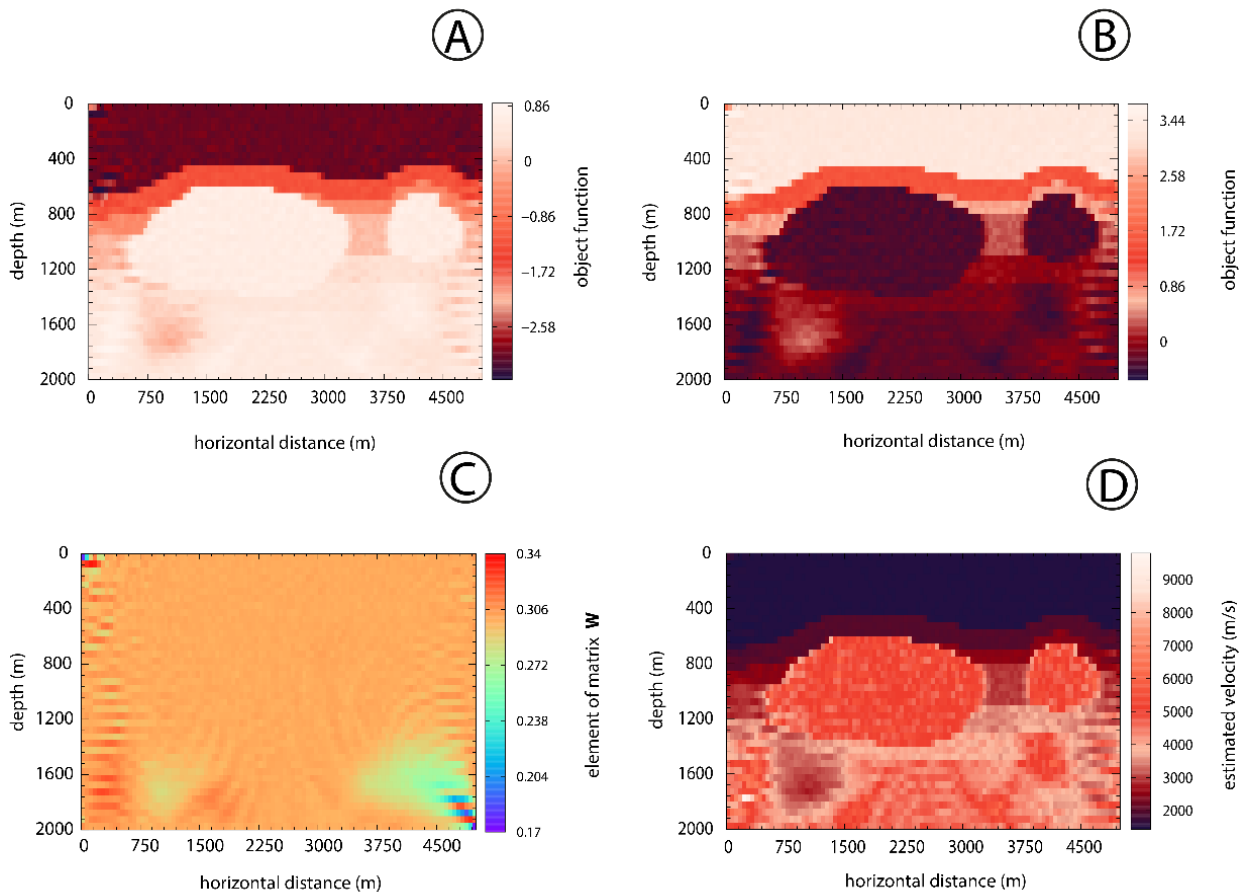 A
B
0
400
800
1200
1600
2000
depth (m)
0 750 1500 2250 3000 3750 4500
horizontal distance (m)
0.86
0
−0.86
−1.72
−2.58
object function
0
400
800
1200
1600
2000
depth (m)
0 750 1500 2250 3000 3750 4500
horizontal distance (m)
3.44
2.58
1.72
0.86
0
object function
C
D
0
400
800
1200
1600
2000
depth (m)
0 750 1500 2250 3000 3750 4500
horizontal distance (m)
0.34
0.306
0.272
0.238
0.204
0.17
element of matrix W
0
400
800
1200
1600
2000
depth (m)
0 750 1500 2250 3000 3750 4500
horizontal distance (m)
9000
8000
7000
6000
5000
4000
3000
2000
estimated velocity (m/s)